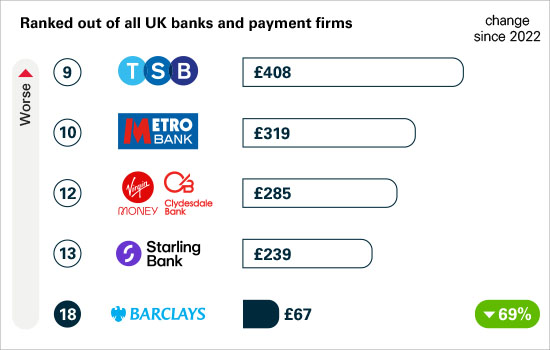 Ranked out of all UK banks and payment firms
change
since 2022
Worse
9
TSB
£408
10
METRO
BANK
£319
12
Virgin
MONEY
CYB
Clydesdale
Bank
£285
13
S
Starling
Bank
£239
18
BARCLAYS
£67
69%